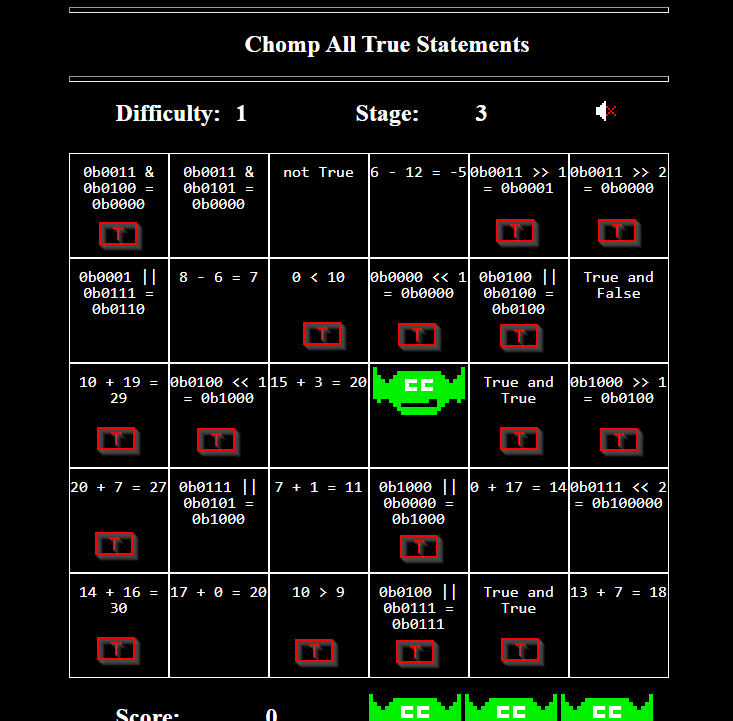 Chomp All True Statements
Difficulty: 1 Stage: 3
0b0011 &
0b0100 =
0b0000
T
0b0011 &
0b0101 =
0b0000
not True
6 - 12 = -5
0b0011 >> 1
= 0b0001
T
0b0011 >> 2
= 0b0000
T
0b0001 ||
0b0111 =
0b0110
8 - 6 = 7
0 < 10
T
0b0000 << 1
= 0b0000
T
0b0100 ||
0b0100 =
0b0100
T
True and
False
10 + 19 =
29
T
0b0100 << 1
= 0b1000
T
15 + 3 = 20
True and
True
T
0b1000 >> 1
= 0b0100
T
20 + 7 = 27
T
0b0111 ||
0b0101 =
0b1000
7 + 1 = 11
0b1000 ||
0b0000 =
0b1000
T
0 + 17 = 14
0b0111 << 2
= 0b100000
14 + 16 =
30
T
17 + 0 = 20
10 > 9
T
0b0100 ||
0b0111 =
0b0111
T
True and
True
T
13 + 7 = 18
Score: 0